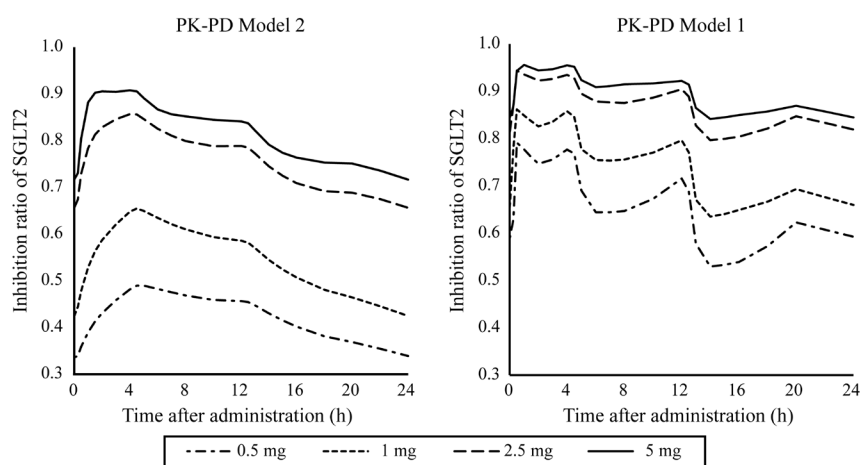 PK-PD Model 2
Inhibition ratio of SGLT2
1.0
0.9
0.8
0.7
0.6
0.5
0.4
0.3
0 4 8 12 16 20 24
Time after administration (h)
PK-PD Model 1
Inhibition ratio of SGLT2
1.0
0.9
0.8
0.7
0.6
0.5
0.4
0.3
0 4 8 12 16 20 24
Time after administration (h)
0.5 mg 1 mg 2.5 mg 5 mg